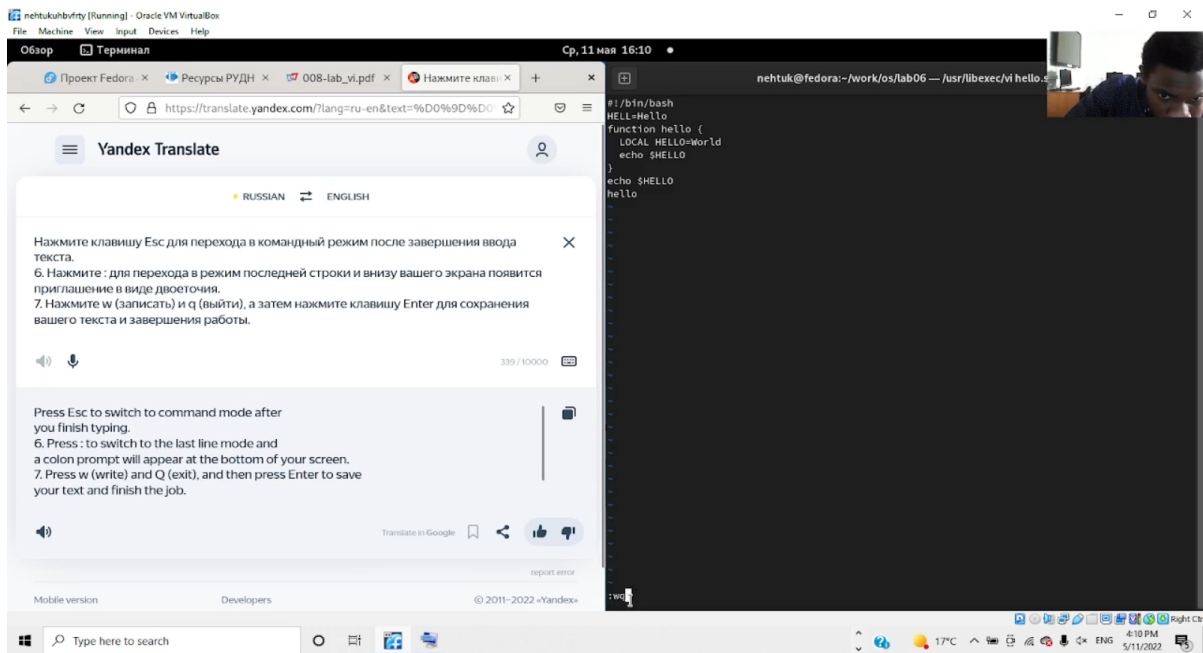 nehtukuhbvfrty [Running] - Oracle VM VirtualBox
File Machine View Input Devices Help
Обзор Терминал Ср, 11 мая 16:10
Проект Fedora Ресурсы РУДН 008-lab_vi.pdf Нажмите клави
https://translate.yandex.com/?lang=ru-en&text=%D0%9D%D0
Yandex Translate
RUSSIAN ENGLISH
Нажмите клавишу Esc для перехода в командный режим после завершения ввода
текста.
6. Нажмите : для перехода в режим последней строки и внизу вашего экрана появится
приглашение в виде двоеточия.
7. Нажмите w (записать) и q (выйти), а затем нажмите клавишу Enter для сохранения
вашего текста и завершения работы.
339/10000
Press Esc to switch to command mode after
you finish typing.
6. Press : to switch to the last line mode and
a colon prompt will appear at the bottom of your screen.
7. Press w (write) and Q (exit), and then press Enter to save
your text and finish the job.
Translate in Google
report error
Mobile version Developers © 2011–2022 «Yandex»
nehtuk@fedora:~/work/os/lab06 — /usr/libexec/vi hello.s
#!/bin/bash
HELL=Hello
function hello {
LOCAL HELLO=World
echo $HELLO
}
echo $HELLO
hello
:wq
Right Ctr
Type here to search
17°C ENG 4:10 PM
5/11/2022